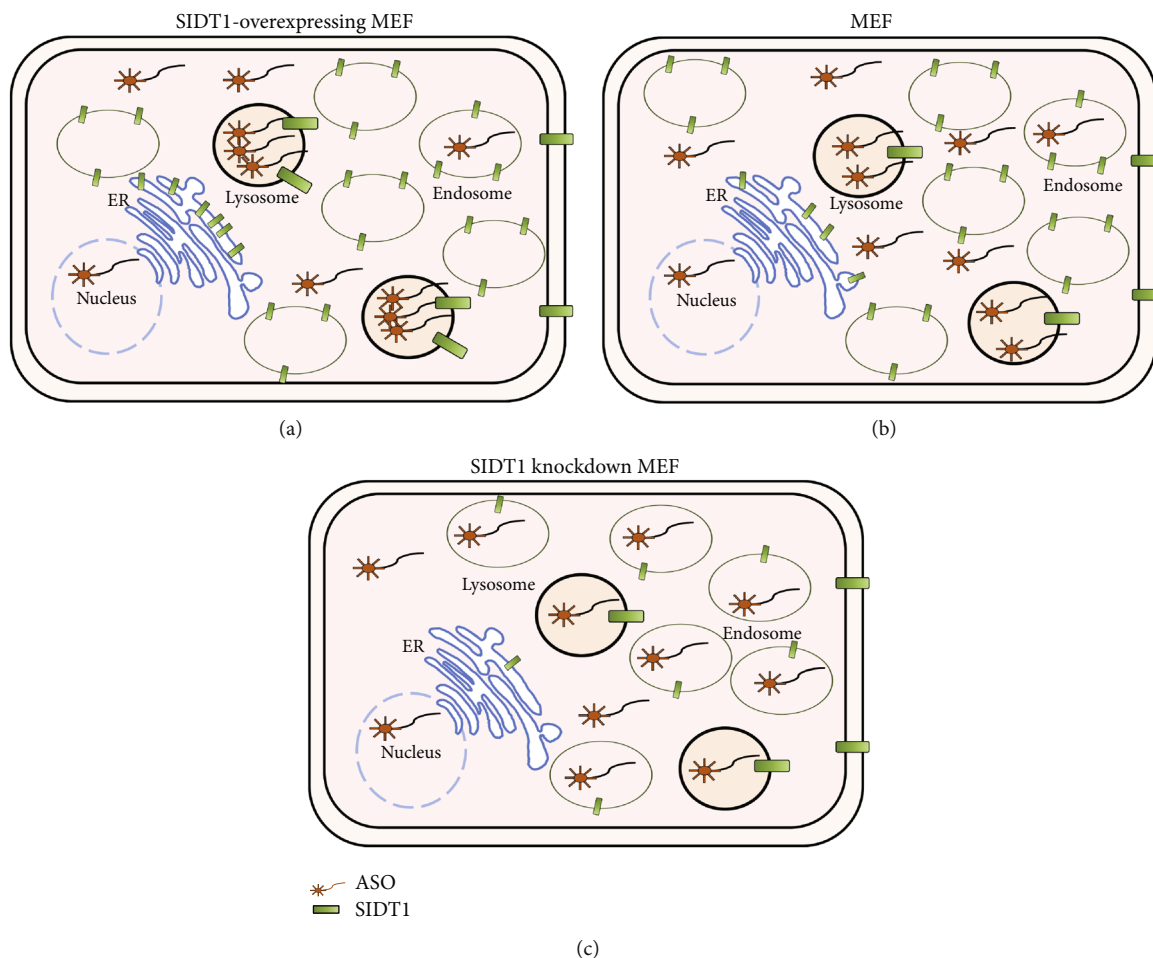 SIDT1-overexpressing MEF
ER
Lysosome
Endosome
Nucleus
(a)
MEF
ER
Lysosome
Endosome
Nucleus
(b)
SIDT1 knockdown MEF
Lysosome
Endosome
ER
Nucleus
ASO
SIDT1
(c)